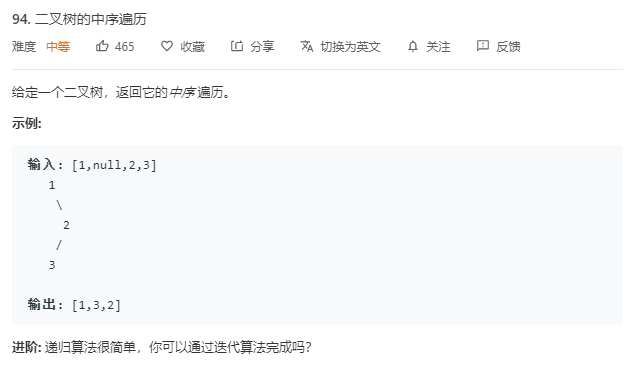 94. 二叉树的中序遍历
难度 中等 465 收藏 分享 切换为英文 关注 反馈
给定一个二叉树，返回它的中序 遍历。
示例:
输入: [1,null,2,3]
1
\
2
/
3
输出: [1,3,2]
进阶: 递归算法很简单，你可以通过迭代算法完成吗？